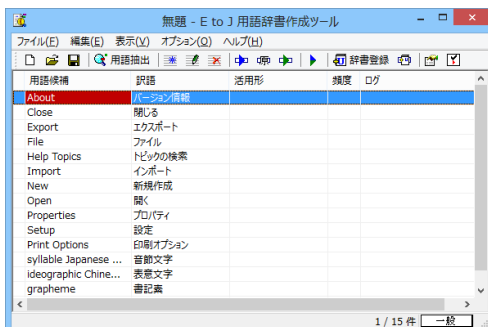 無題 - E to J 用語辞書作成ツール
ファイル(F) 編集(E) 表示(V) オプション(O) ヘルプ(H)
用語抽出 辞書登録
用語候補 訳語 活用形 頻度 ログ
About バージョン情報
Close 閉じる
Export エクスポート
File ファイル
Help Topics トピックの検索
Import インポート
New 新規作成
Open 開く
Properties プロパティ
Setup 設定
Print Options 印刷オプション
syllable Japanese ... 音節文字
ideographic Chine... 表意文字
grapheme 書記素
1 / 15 件 一般